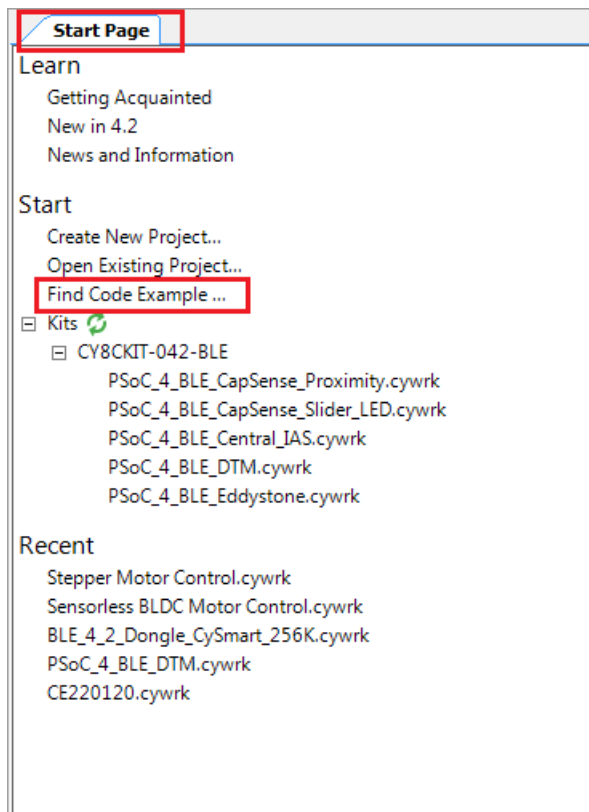 Start Page
Learn
Getting Acquainted
New in 4.2
News and Information
Start
Create New Project...
Open Existing Project...
Find Code Example ...
Kits
CY8CKIT-042-BLE
PSoC_4_BLE_CapSense_Proximity.cywrk
PSoC_4_BLE_CapSense_Slider_LED.cywrk
PSoC_4_BLE_Central_IAS.cywrk
PSoC_4_BLE_DTM.cywrk
PSoC_4_BLE_Eddystone.cywrk
Recent
Stepper Motor Control.cywrk
Sensorless BLDC Motor Control.cywrk
BLE_4_2_Dongle_CySmart_256K.cywrk
PSoC_4_BLE_DTM.cywrk
CE220120.cywrk